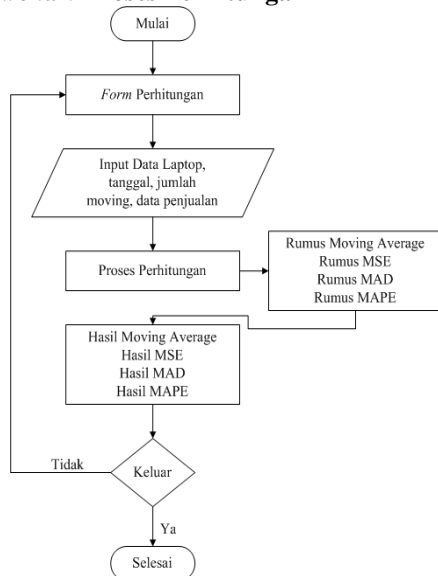 Mulai
Form Perhitungan
Input Data Laptop,
tanggal, jumlah
moving, data penjualan
Proses Perhitungan
Rumus Moving Average
Rumus MSE
Rumus MAD
Rumus MAPE
Hasil Moving Average
Hasil MSE
Hasil MAD
Hasil MAPE
Tidak
Keluar
Ya
Selesai